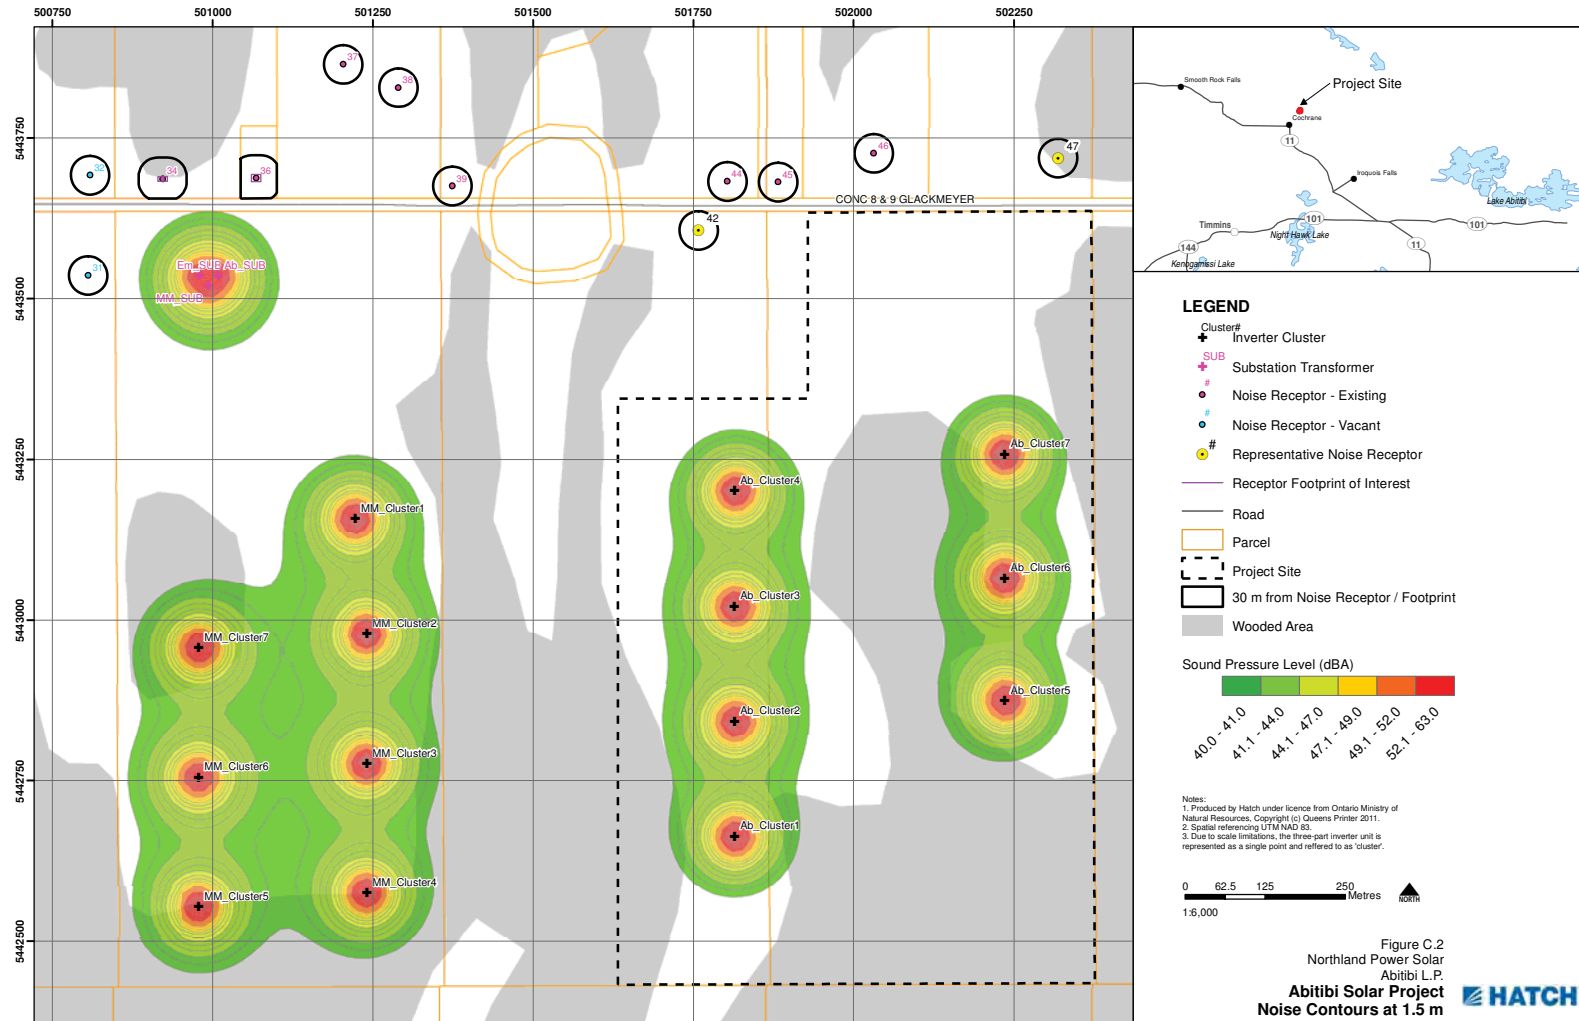 500750 501000 501250 501500 501750 502000 502250
5443750
5443500
5443250
5443000
5442750
5442500
37
38
32
34
36
39
44
45
46
47
42
31
CONC 8 & 9 GLACKMEYER
Em_SUB Ab_SUB
MM_SUB
MM_Cluster1
MM_Cluster2
MM_Cluster7
MM_Cluster3
MM_Cluster6
MM_Cluster4
MM_Cluster5
Ab_Cluster4
Ab_Cluster3
Ab_Cluster2
Ab_Cluster1
Ab_Cluster7
Ab_Cluster6
Ab_Cluster5
Smooth Rock Falls
Project Site
Cochrane
11
Iroquois Falls
Lake Abitibi
Timmins
101
101
Night Hawk Lake
11
144
Kenogamissi Lake
LEGEND
Cluster#
Inverter Cluster
SUB
Substation Transformer
#
Noise Receptor - Existing
#
Noise Receptor - Vacant
#
Representative Noise Receptor
Receptor Footprint of Interest
Road
Parcel
Project Site
30 m from Noise Receptor / Footprint
Wooded Area
Sound Pressure Level (dBA)
40.0 - 41.0
41.1 - 44.0
44.1 - 47.0
47.1 - 49.0
49.1 - 52.0
52.1 - 63.0
Notes:
1. Produced by Hatch under licence from Ontario Ministry of
Natural Resources, Copyright (c) Queens Printer 2011.
2. Spatial referencing UTM NAD 83.
3. Due to scale limitations, the three-part inverter unit is
represented as a single point and reffered to as 'cluster'.
0 62.5 125 250
Metres
1:6,000
NORTH
Figure C.2
Northland Power Solar
Abitibi L.P.
Abitibi Solar Project
Noise Contours at 1.5 m
HATCH